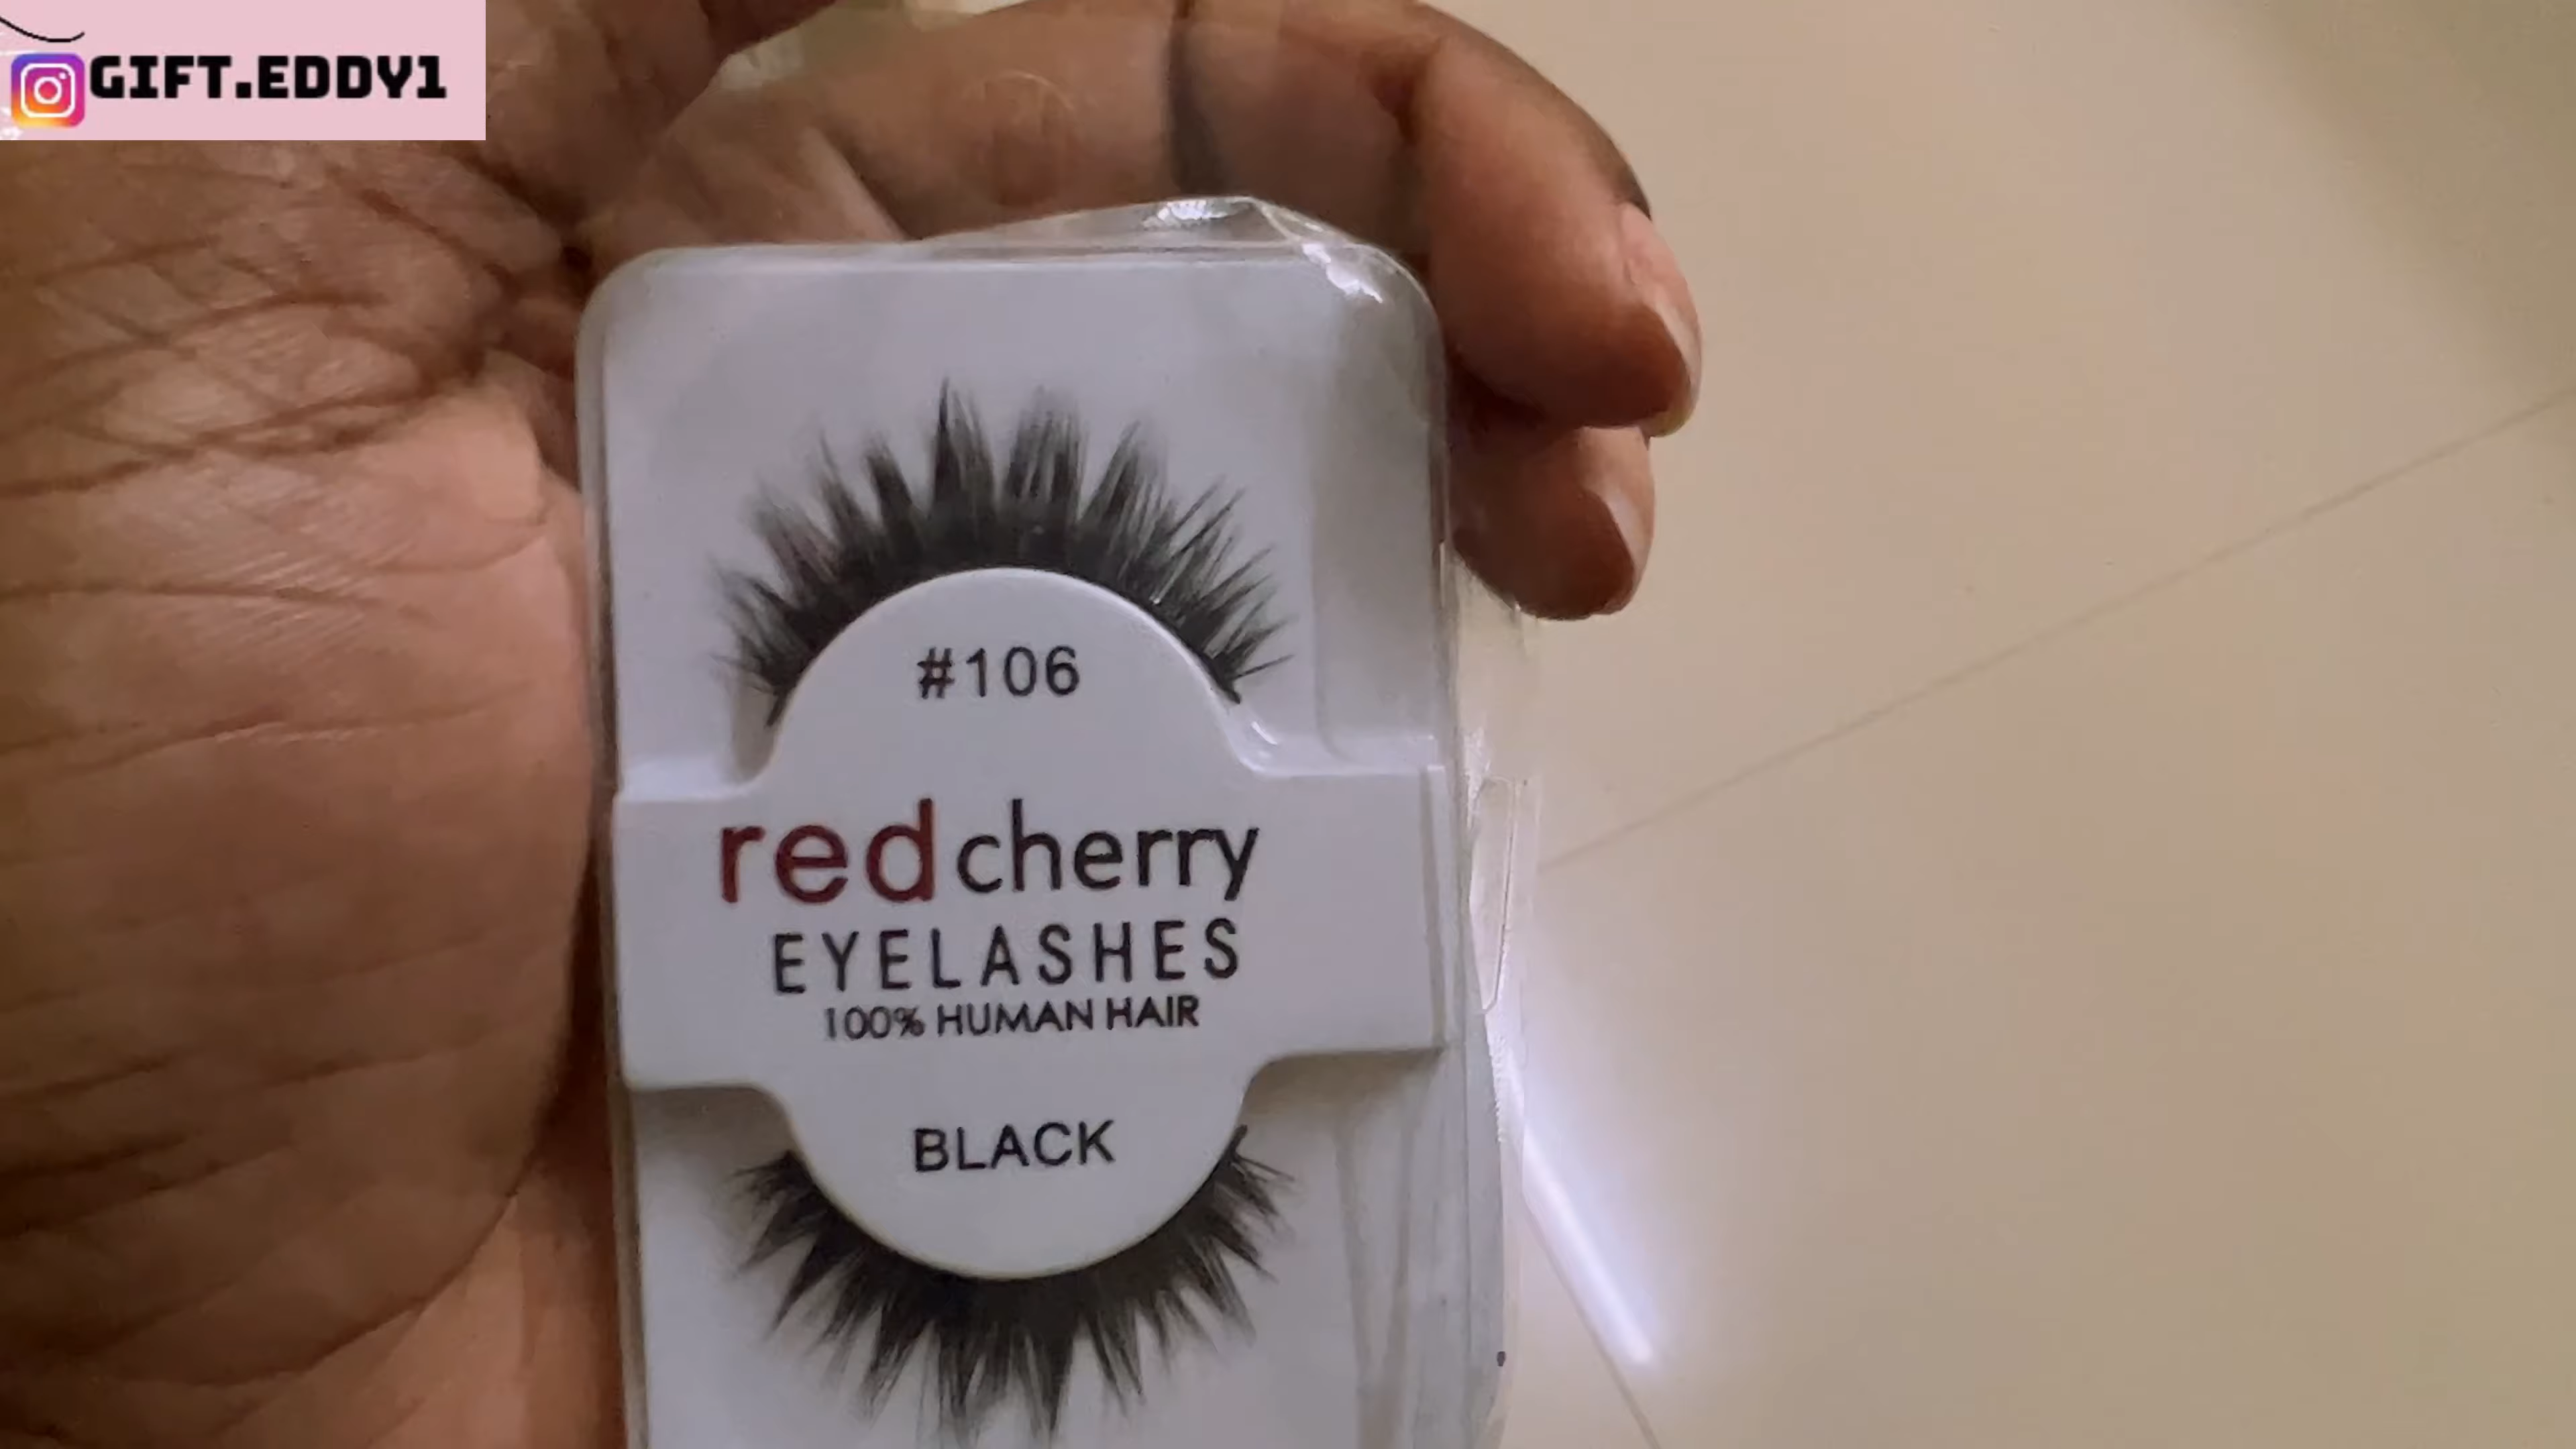 GIFT.EDDY1
#106
red cherry
EYELASHES
100% HUMAN HAIR
BLACK